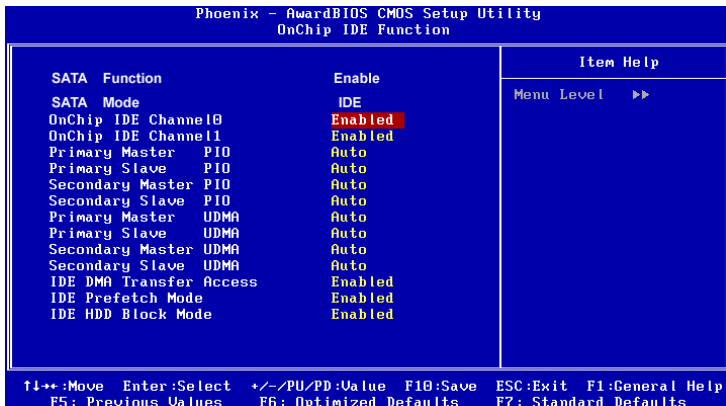 Phoenix - AwardBIOS CMOS Setup Utility
OnChip IDE Function
Item Help
SATA Function Enable
Menu Level ▶▶
SATA Mode IDE
OnChip IDE Channel0 Enabled
OnChip IDE Channel1 Enabled
Primary Master PIO Auto
Primary Slave PIO Auto
Secondary Master PIO Auto
Secondary Slave PIO Auto
Primary Master UDMA Auto
Primary Slave UDMA Auto
Secondary Master UDMA Auto
Secondary Slave UDMA Auto
IDE DMA Transfer Access Enabled
IDE Prefetch Mode Enabled
IDE HDD Block Mode Enabled
↑↓→←:Move Enter:Select +/-/PU/PD:Value F10:Save ESC:Exit F1:General Help
F5: Previous Values F6: Optimized Defaults F7: Standard Defaults